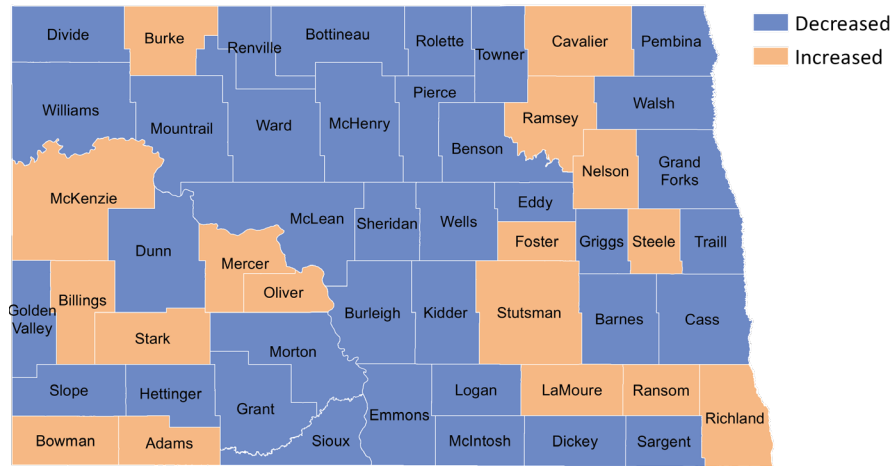 Decreased
Increased
Divide
Burke
Renville
Bottineau
Rolette
Towner
Cavalier
Pembina
Williams
Mountrail
Ward
McHenry
Pierce
Benson
Ramsey
Walsh
Nelson
Grand
Forks
McKenzie
Dunn
McLean
Sheridan
Wells
Eddy
Foster
Griggs
Steele
Traill
Mercer
Oliver
Golden
Valley
Billings
Stark
Morton
Burleigh
Kidder
Stutsman
Barnes
Cass
Slope
Hettinger
Grant
Emmons
Logan
LaMoure
Ransom
Richland
Bowman
Adams
Sioux
McIntosh
Dickey
Sargent